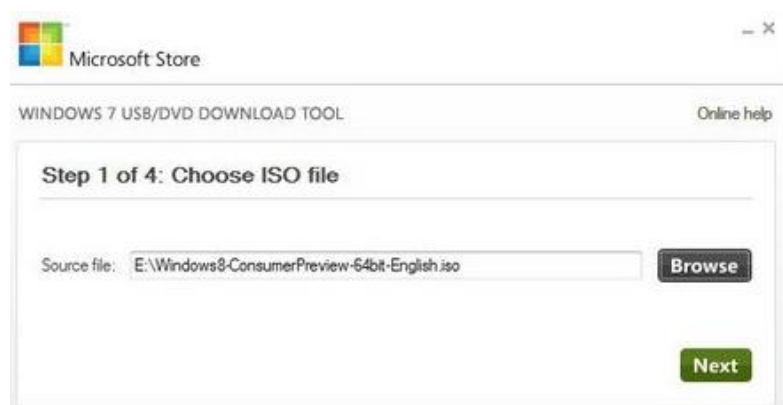 Microsoft Store
WINDOWS 7 USB/DVD DOWNLOAD TOOL Online help
Step 1 of 4: Choose ISO file
Source file: E:\Windows8-ConsumerPreview-64bit-English.iso Browse
Next